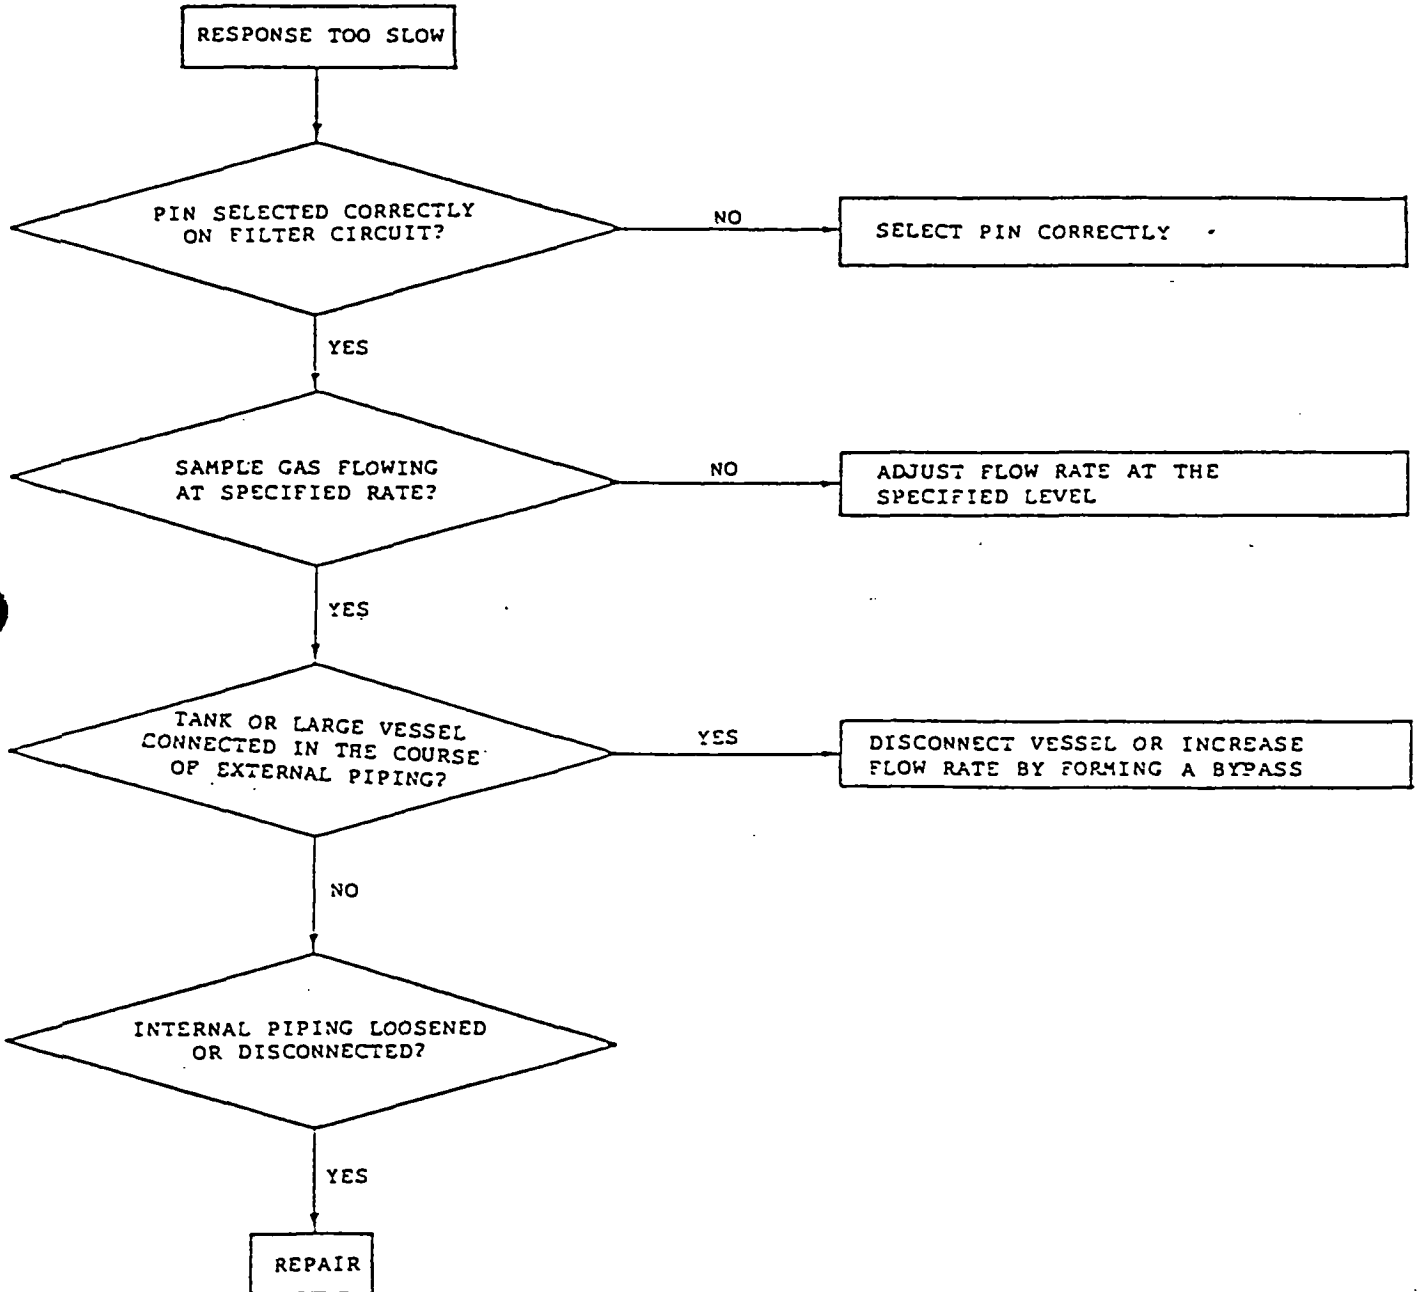 RESPONSE TOO SLOW
PIN SELECTED CORRECTLY
ON FILTER CIRCUIT?
NO
SELECT PIN CORRECTLY
YES
SAMPLE GAS FLOWING
AT SPECIFIED RATE?
NO
ADJUST FLOW RATE AT THE
SPECIFIED LEVEL
YES
TANK OR LARGE VESSEL
CONNECTED IN THE COURSE
OF EXTERNAL PIPING?
YES
DISCONNECT VESSEL OR INCREASE
FLOW RATE BY FORMING A BYPASS
NO
INTERNAL PIPING LOOSENED
OR DISCONNECTED?
YES
REPAIR